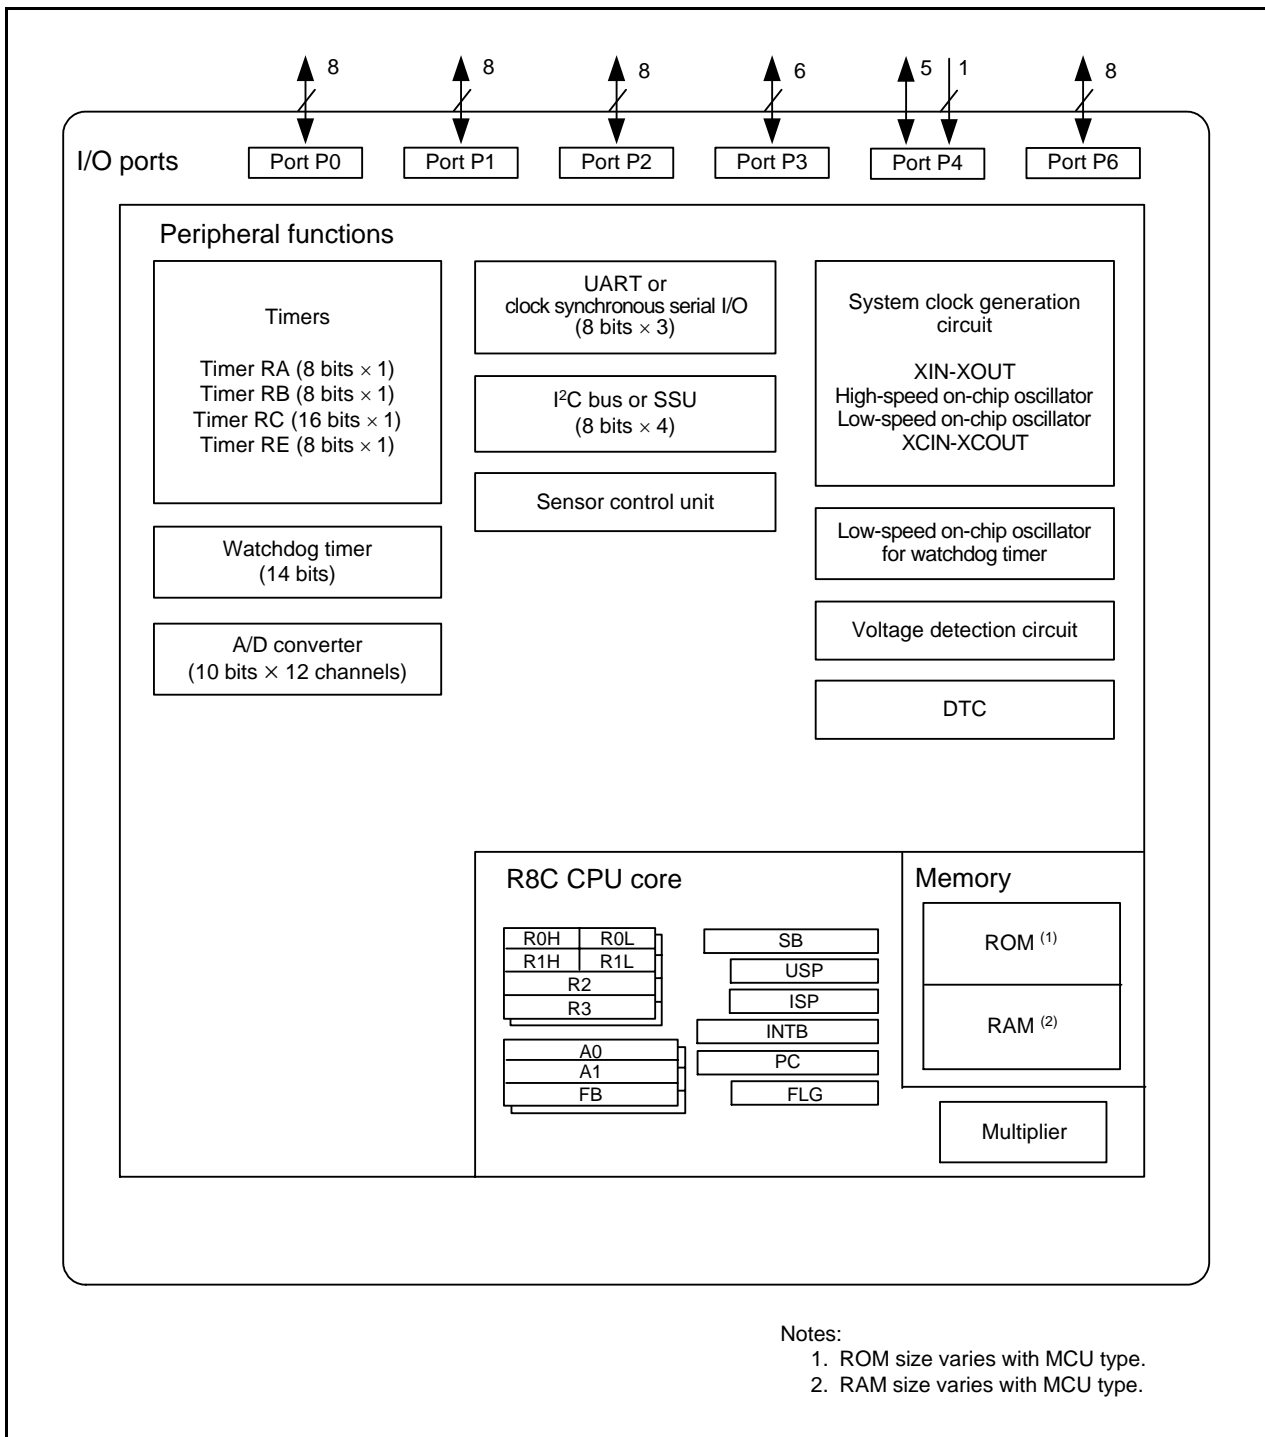 8 8 8 6 5 1 8
I/O ports
Port P0 Port P1 Port P2 Port P3 Port P4 Port P6
Peripheral functions
Timers
Timer RA (8 bits × 1)
Timer RB (8 bits × 1)
Timer RC (16 bits × 1)
Timer RE (8 bits × 1)
Watchdog timer
(14 bits)
A/D converter
(10 bits × 12 channels)
UART or
clock synchronous serial I/O
(8 bits × 3)
I²C bus or SSU
(8 bits × 4)
Sensor control unit
System clock generation
circuit
XIN-XOUT
High-speed on-chip oscillator
Low-speed on-chip oscillator
XCIN-XCOUT
Low-speed on-chip oscillator
for watchdog timer
Voltage detection circuit
DTC
R8C CPU core
R0H R0L
R1H R1L
R2
R3
A0
A1
FB
SB
USP
ISP
INTB
PC
FLG
Memory
ROM (1)
RAM (2)
Multiplier
Notes:
1. ROM size varies with MCU type.
2. RAM size varies with MCU type.